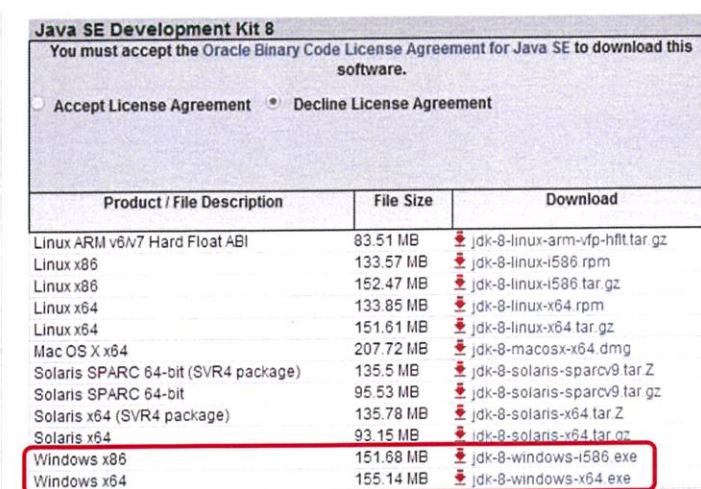 Java SE Development Kit 8
You must accept the Oracle Binary Code License Agreement for Java SE to download this
software.
Accept License Agreement Decline License Agreement
Product / File Description File Size Download
Linux ARM v6/v7 Hard Float ABI 83.51 MB jdk-8-linux-arm-vfp-hflt.tar.gz
Linux x86 133.57 MB jdk-8-linux-i586.rpm
Linux x86 152.47 MB jdk-8-linux-i586.tar.gz
Linux x64 133.85 MB jdk-8-linux-x64.rpm
Linux x64 151.61 MB jdk-8-linux-x64.tar.gz
Mac OS X x64 207.72 MB jdk-8-macosx-x64.dmg
Solaris SPARC 64-bit (SVR4 package) 135.5 MB jdk-8-solaris-sparcv9.tar.Z
Solaris SPARC 64-bit 95.53 MB jdk-8-solaris-sparcv9.tar.gz
Solaris x64 (SVR4 package) 135.78 MB jdk-8-solaris-x64.tar.Z
Solaris x64 93.15 MB jdk-8-solaris-x64.tar.gz
Windows x86 151.68 MB jdk-8-windows-i586.exe
Windows x64 155.14 MB jdk-8-windows-x64.exe